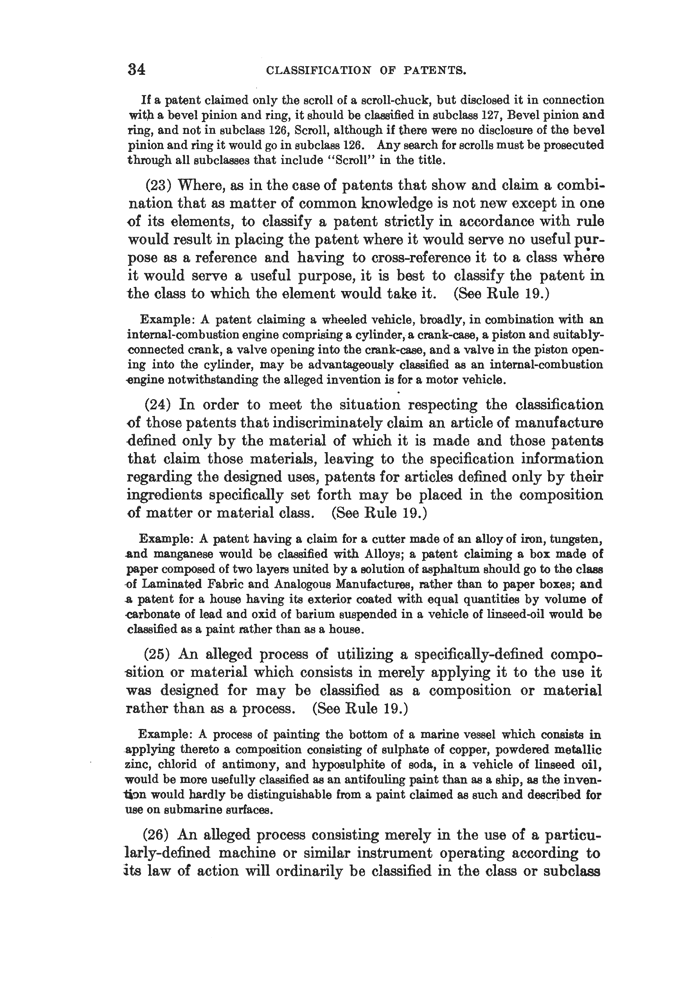 34 CLASSIFICATION OF PATENTS.
If a patent claimed only the scroll of a scroll-chuck, but disclosed it in connection
with a bevel pinion and ring, it should be classified in subclass 127, Bevel pinion and
ring, and not in subclass 126, Scroll, although if there were no disclosure of the bevel
pinion and ring it would go in subclass 126. Any search for scrolls must be prosecuted
through all subclasses that include "Scroll" in the title.
(23) Where, as in the case of patents that show and claim a combi-
nation that as matter of common knowledge is not new except in one
of its elements, to classify a patent strictly in accordance with rule
would result in placing the patent where it would serve no useful pur-
pose as a reference and having to cross-reference it to a class where
it would serve a useful purpose, it is best to classify the patent in
the class to which the element would take it. (See Rule 19.)
Example: A patent claiming a wheeled vehicle, broadly, in combination with an
internal-combustion engine comprising a cylinder, a crank-case, a piston and suitably-
connected crank, a valve opening into the crank-case, and a valve in the piston open-
ing into the cylinder, may be advantageously classified as an internal-combustion
engine notwithstanding the alleged invention is for a motor vehicle.
(24) In order to meet the situation respecting the classification
of those patents that indiscriminately claim an article of manufacture
defined only by the material of which it is made and those patents
that claim those materials, leaving to the specification information
regarding the designed uses, patents for articles defined only by their
ingredients specifically set forth may be placed in the composition
of matter or material class. (See Rule 19.)
Example: A patent having a claim for a cutter made of an alloy of iron, tungsten,
and manganese would be classified with Alloys; a patent claiming a box made of
paper composed of two layers united by a solution of asphaltum should go to the class
of Laminated Fabric and Analogous Manufactures, rather than to paper boxes; and
a patent for a house having its exterior coated with equal quantities by volume of
carbonate of lead and oxid of barium suspended in a vehicle of linseed-oil would be
classified as a paint rather than as a house.
(25) An alleged process of utilizing a specifically-defined compo-
sition or material which consists in merely applying it to the use it
was designed for may be classified as a composition or material
rather than as a process. (See Rule 19.)
Example: A process of painting the bottom of a marine vessel which consists in
applying thereto a composition consisting of sulphate of copper, powdered metallic
zinc, chlorid of antimony, and hyposulphite of soda, in a vehicle of linseed oil,
would be more usefully classified as an antifouling paint than as a ship, as the inven-
tion would hardly be distinguishable from a paint claimed as such and described for
use on submarine surfaces.
(26) An alleged process consisting merely in the use of a particu-
larly-defined machine or similar instrument operating according to
its law of action will ordinarily be classified in the class or subclass